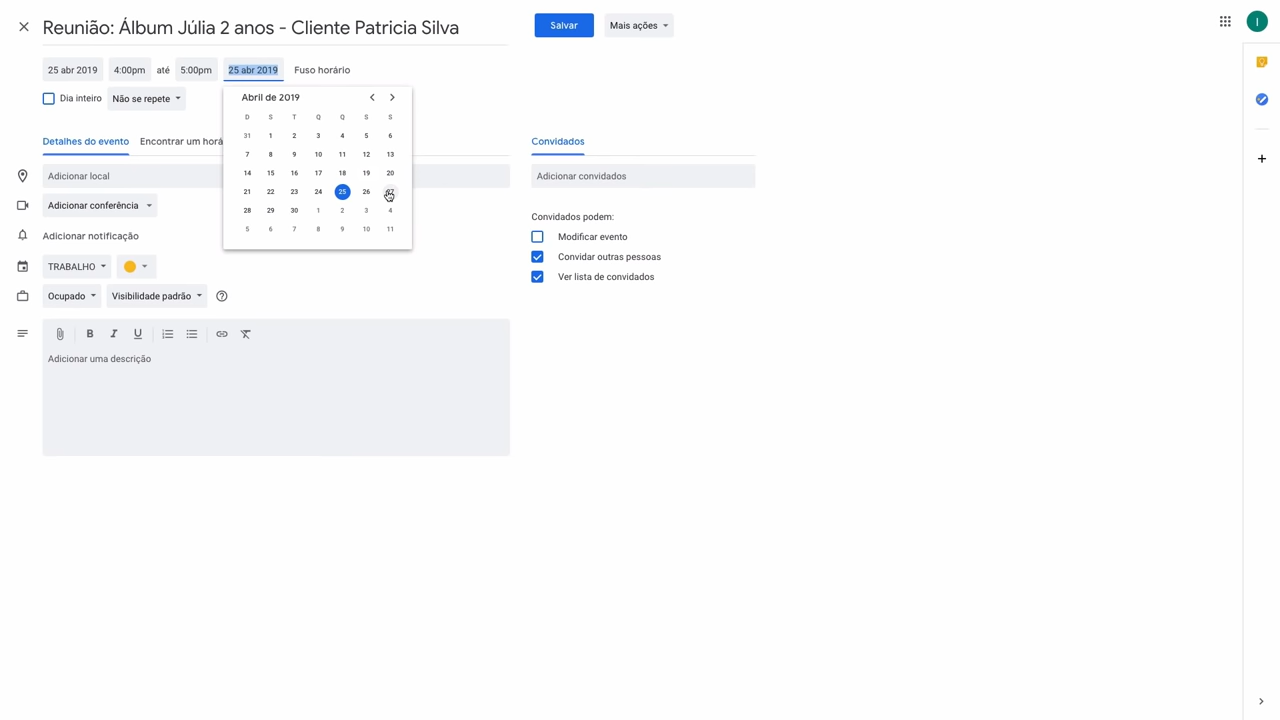 Reunião: Álbum Júlia 2 anos - Cliente Patricia Silva
Salvar
Mais ações
I
25 abr 2019 4:00pm até 5:00pm 25 abr 2019 Fuso horário
Dia inteiro Não se repete
Abril de 2019
D S T Q Q S S
31 1 2 3 4 5 6
7 8 9 10 11 12 13
14 15 16 17 18 19 20
21 22 23 24 25 26 27
28 29 30 1 2 3 4
5 6 7 8 9 10 11
Detalhes do evento Encontrar um horá
Adicionar local
Adicionar conferência
Adicionar notificação
TRABALHO
Ocupado Visibilidade padrão
B I U
Adicionar uma descrição
Convidados
Adicionar convidados
Convidados podem:
Modificar evento
Convidar outras pessoas
Ver lista de convidados